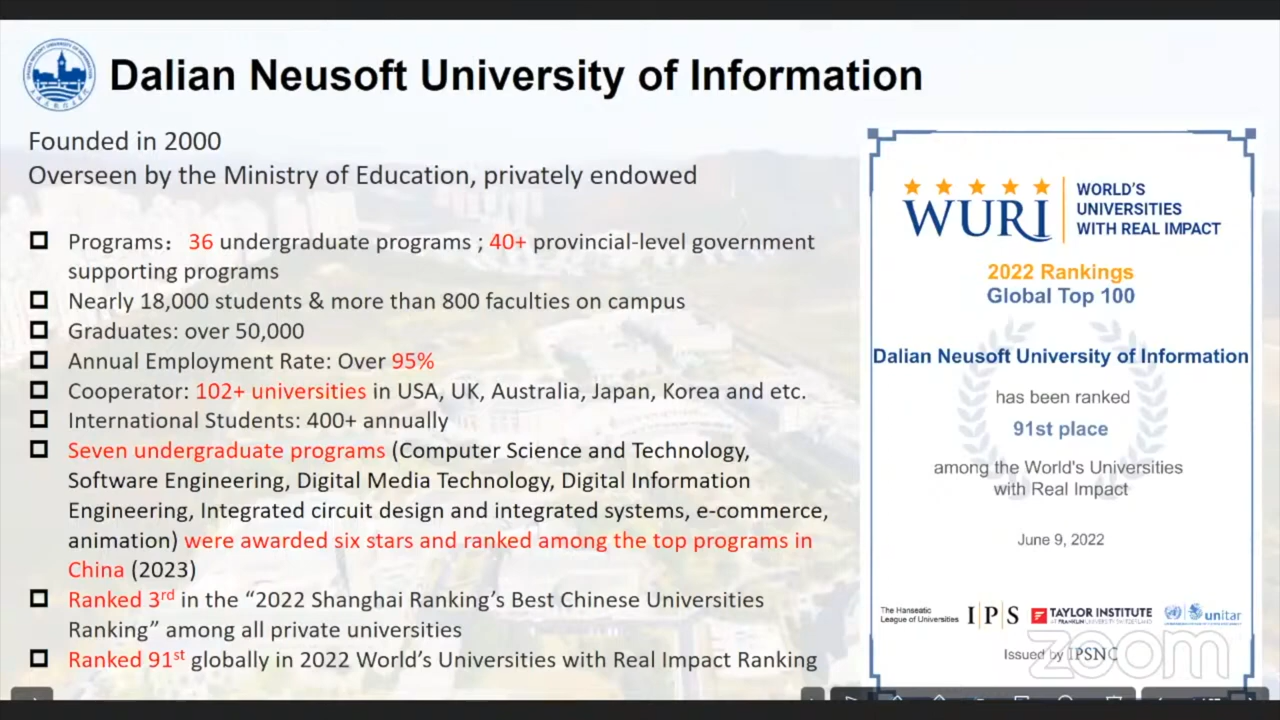 Dalian Neusoft University of Information
Founded in 2000
Overseen by the Ministry of Education, privately endowed
Programs： 36 undergraduate programs ; 40+ provincial-level government
supporting programs
Nearly 18,000 students & more than 800 faculties on campus
Graduates: over 50,000
Annual Employment Rate: Over 95%
Cooperator: 102+ universities in USA, UK, Australia, Japan, Korea and etc.
International Students: 400+ annually
Seven undergraduate programs (Computer Science and Technology,
Software Engineering, Digital Media Technology, Digital Information
Engineering, Integrated circuit design and integrated systems, e-commerce,
animation) were awarded six stars and ranked among the top programs in
China (2023)
Ranked 3rd in the “2022 Shanghai Ranking’s Best Chinese Universities
Ranking” among all private universities
Ranked 91st globally in 2022 World’s Universities with Real Impact Ranking
WURI
WORLD'S
UNIVERSITIES
WITH REAL IMPACT
2022 Rankings
Global Top 100
Dalian Neusoft University of Information
has been ranked
91st place
among the World's Universities
with Real Impact
June 9, 2022
The Hanseatic
League of Universities
IPS
TAYLOR INSTITUTE
AT FRANKLIN UNIVERSITY SWITZERLAND
unitar
Issued by IPSNC
zoom